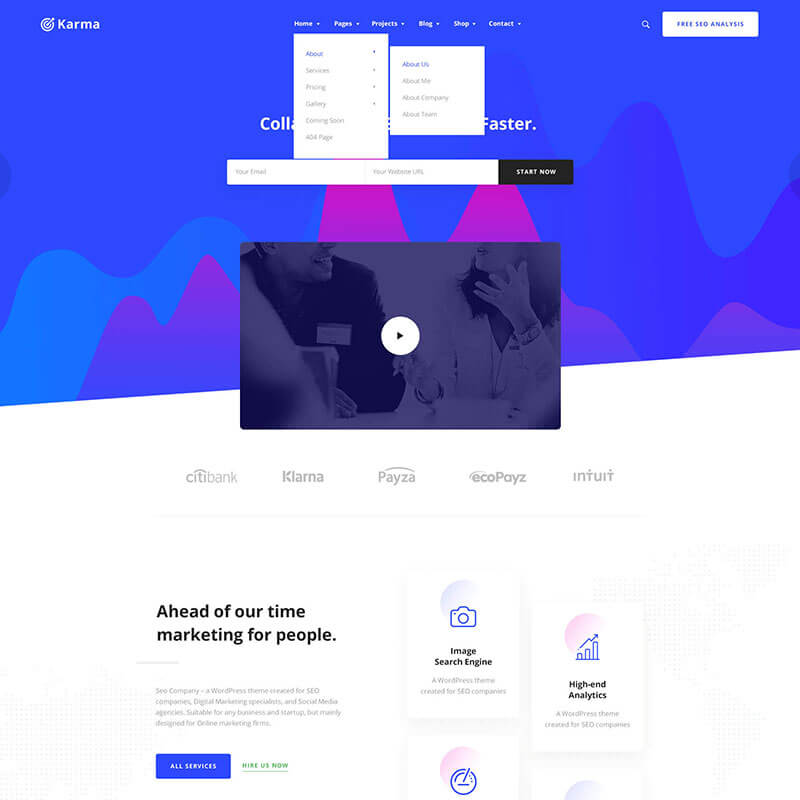 Karma
Home
Pages
Projects
Blog
Shop
Contact
FREE SEO ANALYSIS
About
Services
Pricing
Gallery
Coming Soon
404 Page
About Us
About Me
About Company
About Team
Faster.
Your Email
Your Website URL
START NOW
citibank
Klarna
Payza
ecoPayz
INTUIT
Ahead of our time
marketing for people.
Seo Company – a WordPress theme created for SEO
companies, Digital Marketing specialists, and Social Media
agencies. Suitable for any business and startup, but mainly
designed for Online marketing firms.
ALL SERVICES
HIRE US NOW
Image
Search Engine
A WordPress theme
created for SEO companies
High-end
Analytics
A WordPress theme
created for SEO companies